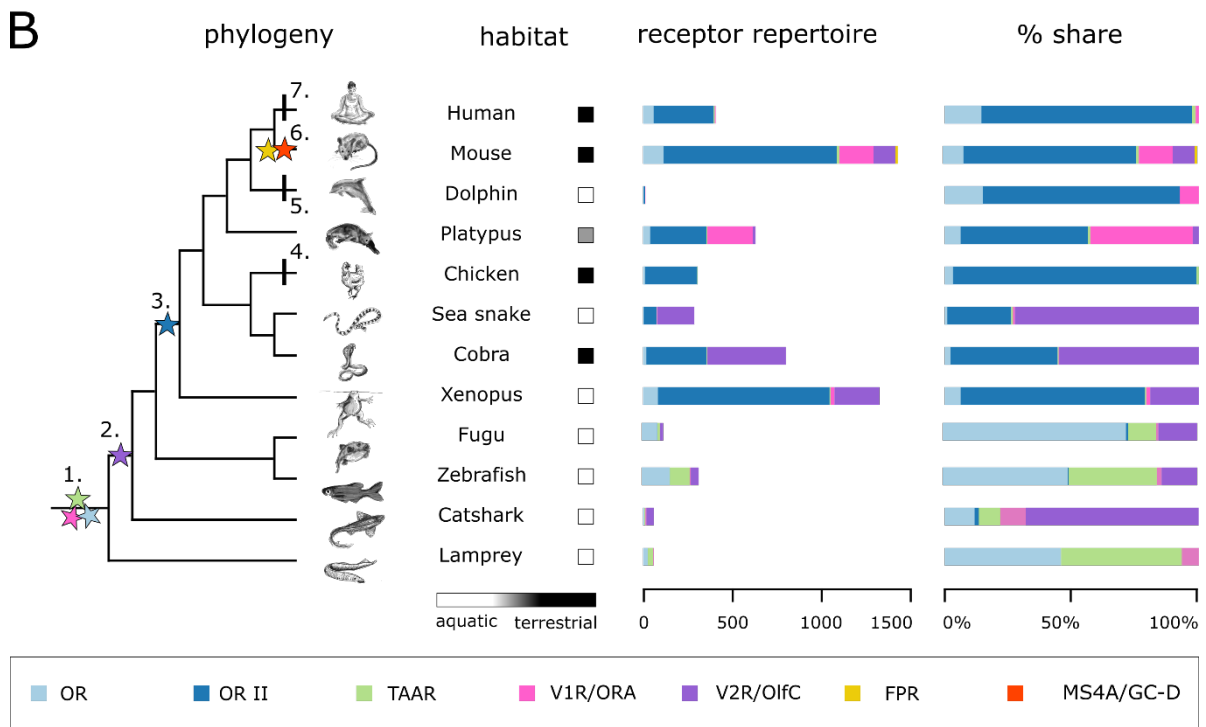 B
phylogeny habitat receptor repertoire % share
7.
Human
6.
Mouse
Dolphin
5.
Platypus
4.
Chicken
3.
Sea snake
Cobra
Xenopus
2.
Fugu
1.
Zebrafish
Catshark
Lamprey
aquatic terrestrial
0 500 1000 1500
0% 50% 100%
OR OR II TAAR V1R/ORA V2R/OlfC FPR MS4A/GC-D